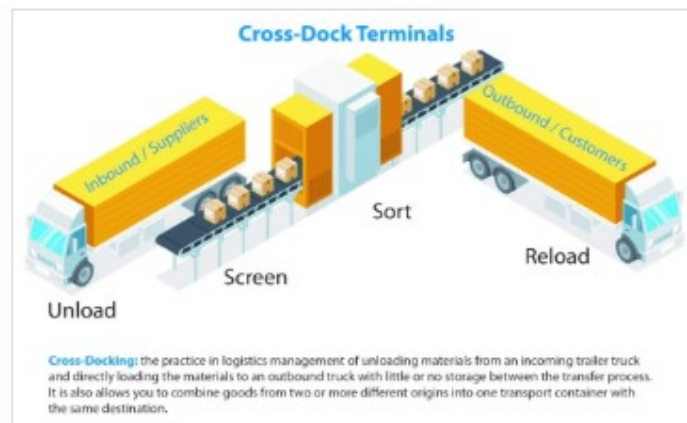 Cross-Dock Terminals
Inbound / Suppliers
Outbound / Customers
Sort
Screen
Reload
Unload
Cross-Docking: the practice in logistics management of unloading materials from an incoming trailer truck
and directly loading the materials to an outbound truck with little or no storage between the transfer process.
It is also allows you to combine goods from two or more different origins into one transport container with
the same destination.